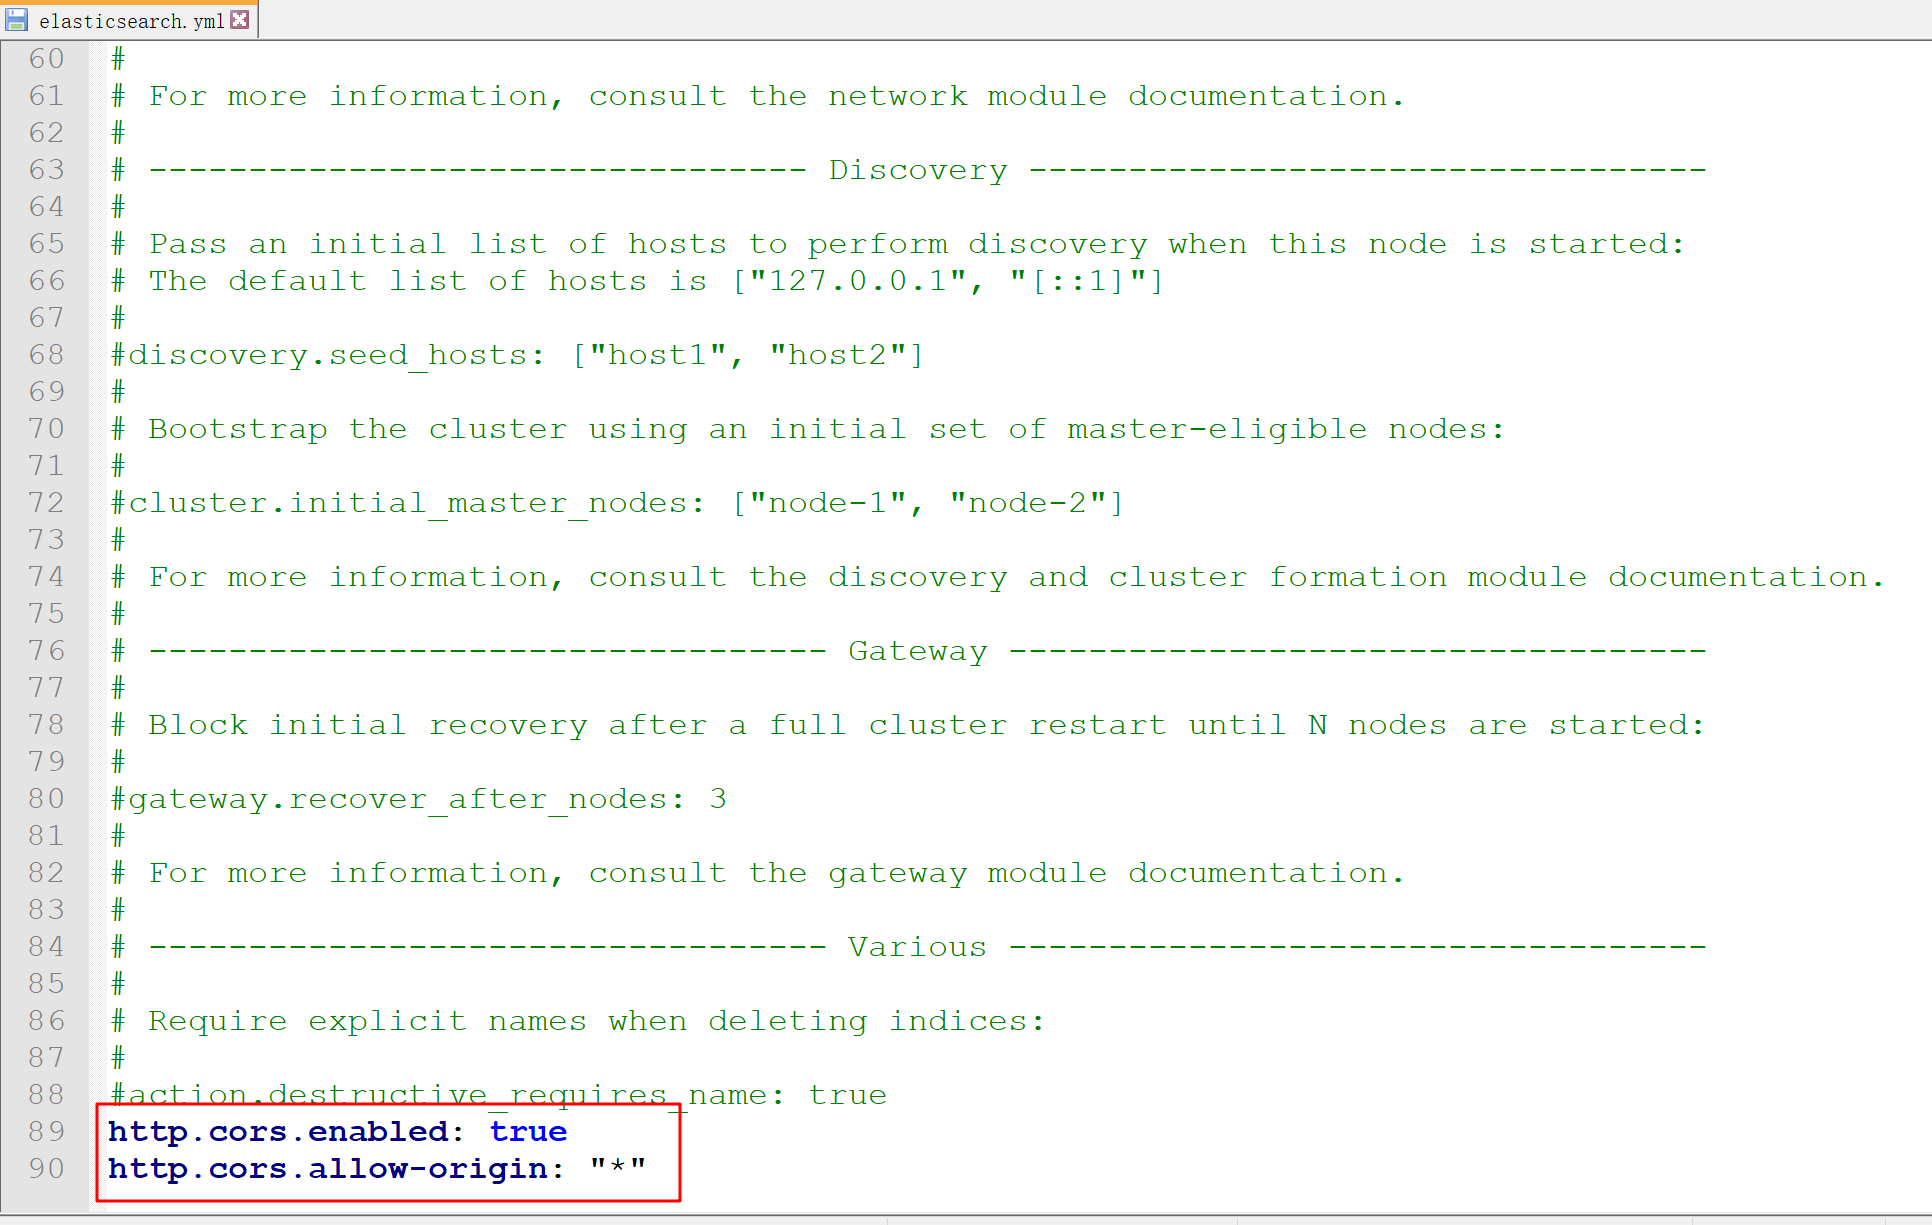 elasticsearch.yml
60 #
61 # For more information, consult the network module documentation.
62 #
63 # --------------------------------- Discovery ----------------------------------
64 #
65 # Pass an initial list of hosts to perform discovery when this node is started:
66 # The default list of hosts is ["127.0.0.1", "[::1]"]
67 #
68 #discovery.seed_hosts: ["host1", "host2"]
69 #
70 # Bootstrap the cluster using an initial set of master-eligible nodes:
71 #
72 #cluster.initial_master_nodes: ["node-1", "node-2"]
73 #
74 # For more information, consult the discovery and cluster formation module documentation.
75 #
76 # ---------------------------------- Gateway -----------------------------------
77 #
78 # Block initial recovery after a full cluster restart until N nodes are started:
79 #
80 #gateway.recover_after_nodes: 3
81 #
82 # For more information, consult the gateway module documentation.
83 #
84 # ---------------------------------- Various -----------------------------------
85 #
86 # Require explicit names when deleting indices:
87 #
88 #action.destructive_requires_name: true
89 http.cors.enabled: true
90 http.cors.allow-origin: "*"